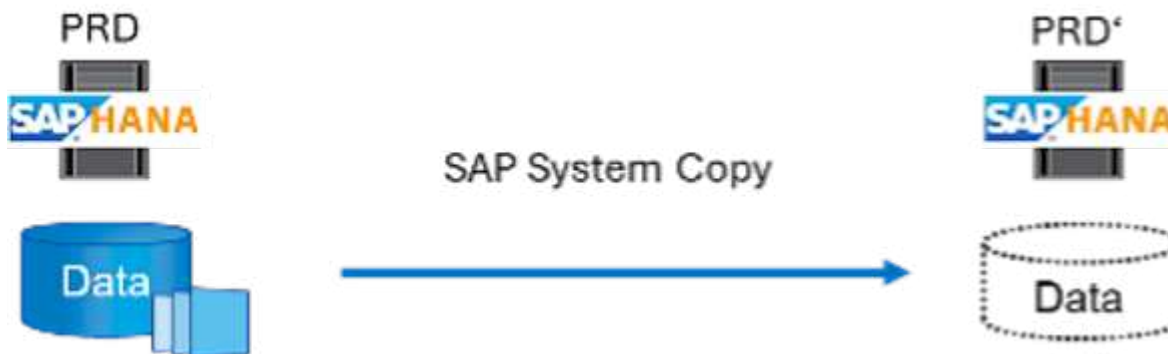 PRD
SAP HANA
Data
SAP System Copy
PRD‘
SAP HANA
Data